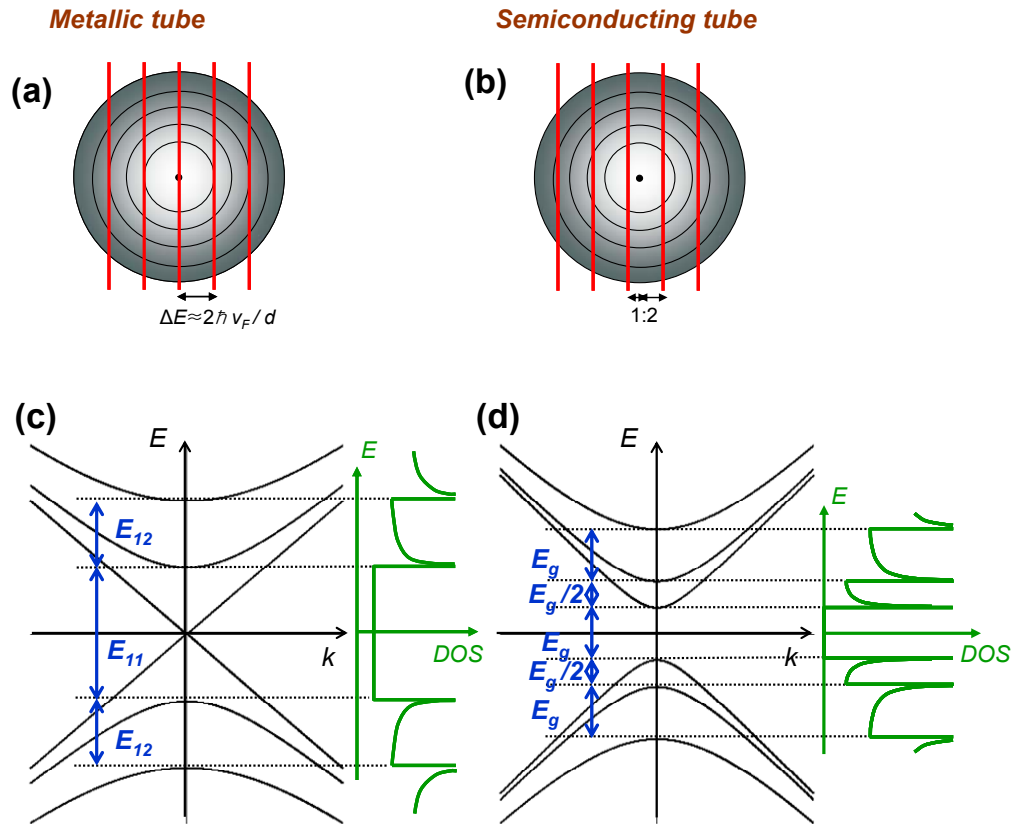 Metallic tube
Semiconducting tube
(a)
(b)
ΔE≈2ℏ v_F / d
1:2
(c)
(d)
E
E
E
E
E_12
E_g
E_g/2
E_11
k
DOS
E_g
k
DOS
E_g/2
E_12
E_g